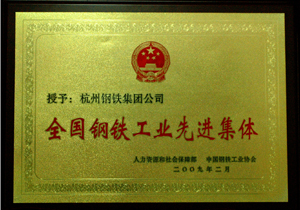 授予：杭州钢铁集团公司
全国钢铁工业先进集体
人力资源和社会保障部 中国钢铁工业协会
二〇〇九年二月